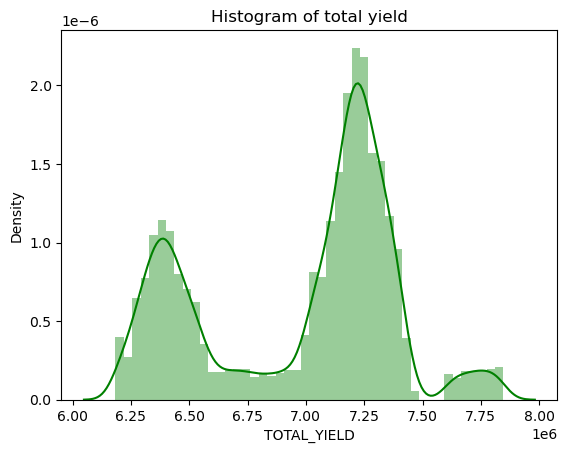 Histogram of total yield
1e−6
2.0
1.5
1.0
0.5
0.0
Density
6.00 6.25 6.50 6.75 7.00 7.25 7.50 7.75 8.00
1e6
TOTAL_YIELD